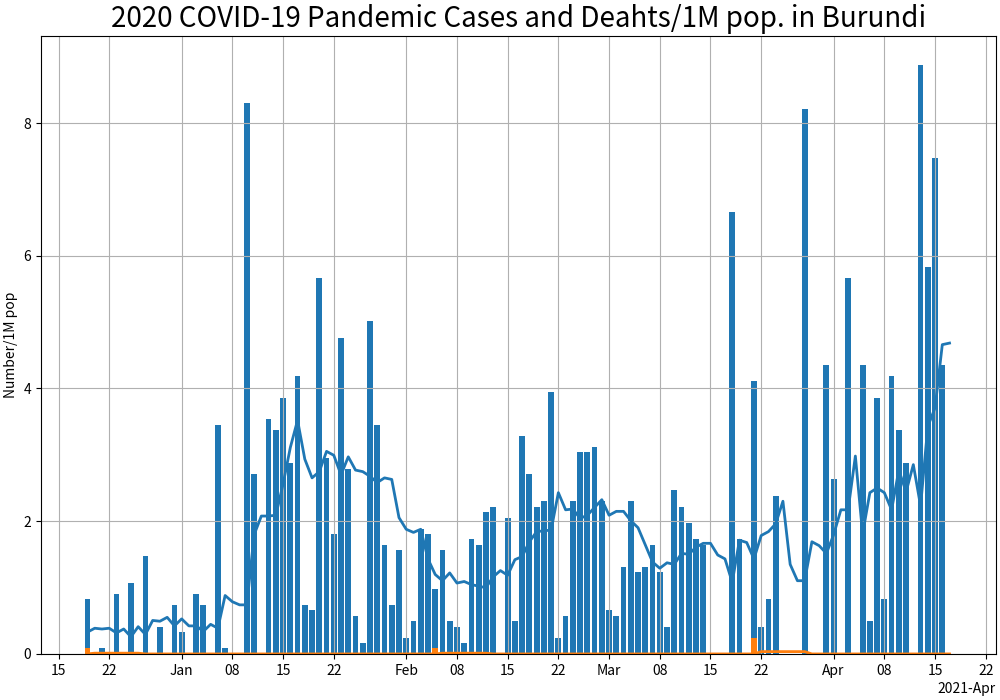 2020 COVID-19 Pandemic Cases and Deahts/1M pop. in Burundi
Number/1M pop
8
6
4
2
0
15 22 Jan 08 15 22 Feb 08 15 22 Mar 08 15 22 Apr 08 15 22
2021-Apr